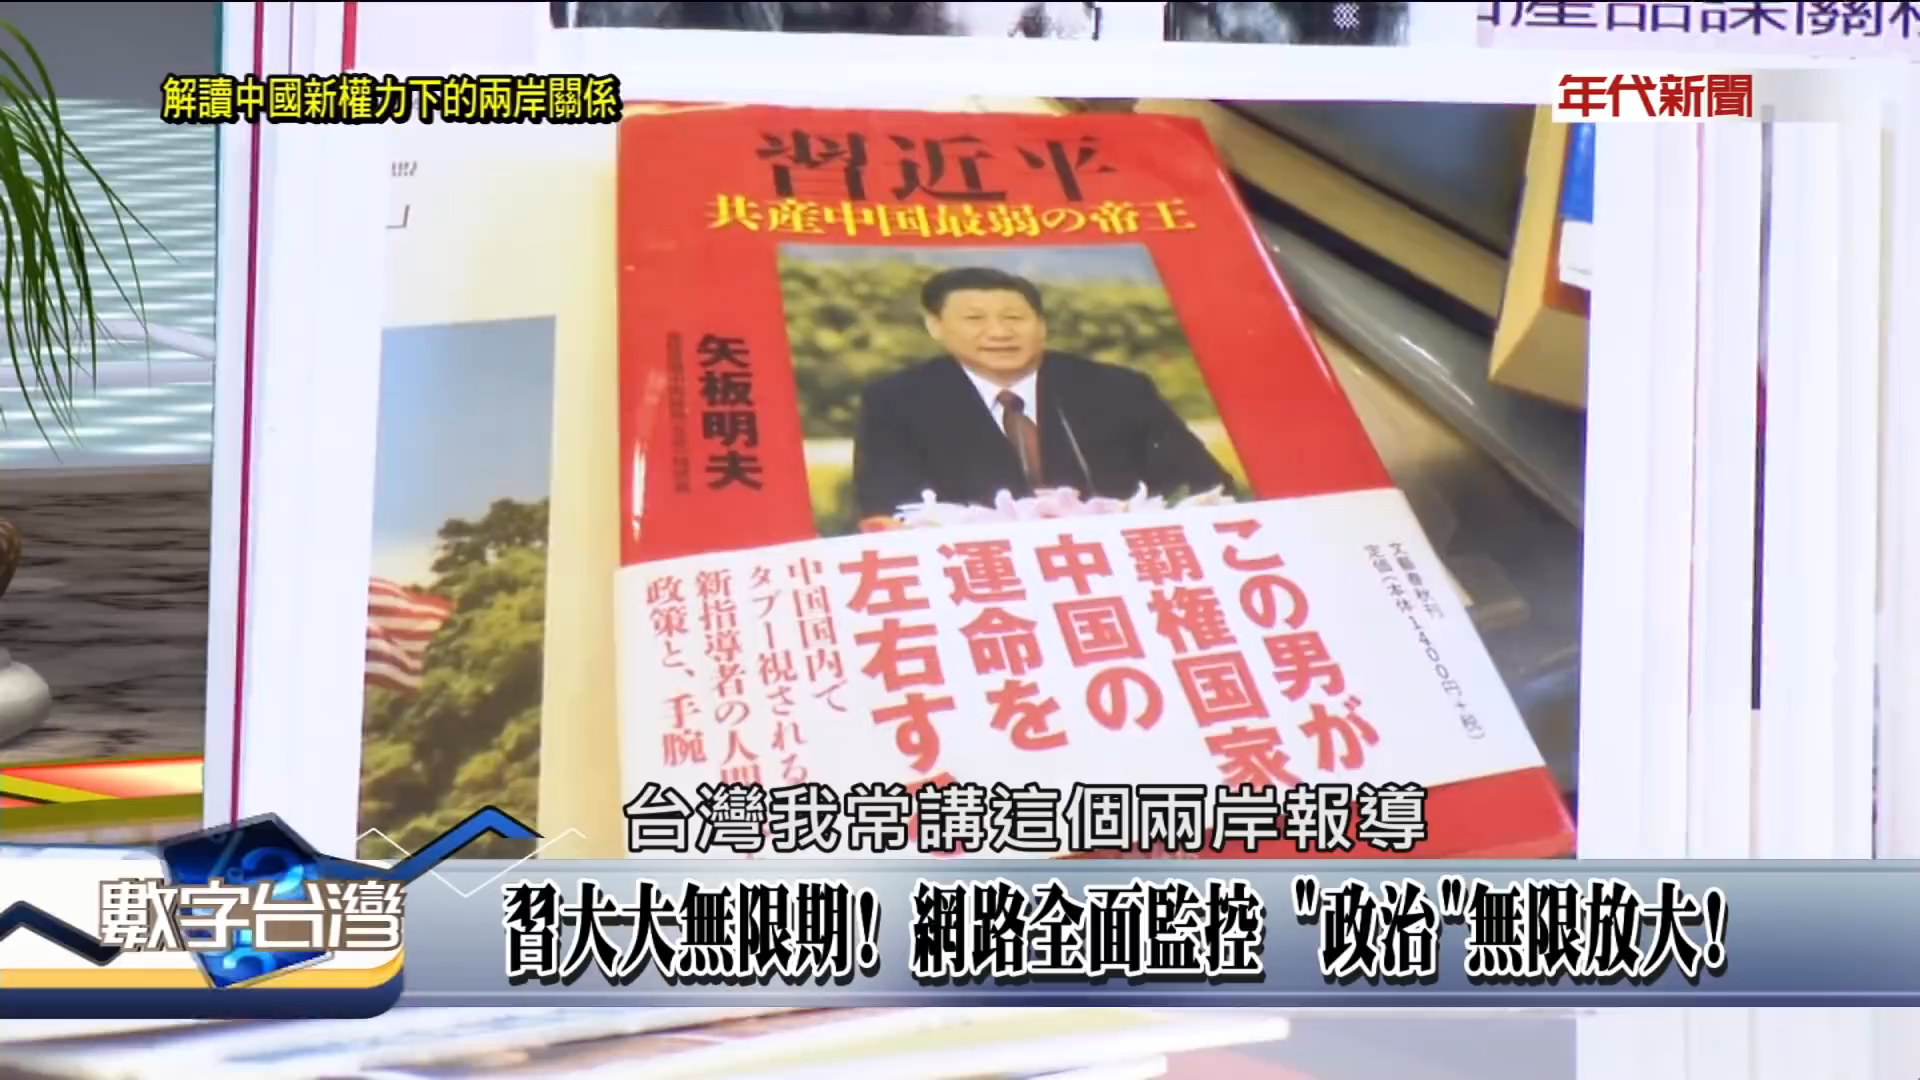 解讀中國新權力下的兩岸關係
年代新聞
習近平
共産中国最弱の帝王
矢板明夫
この男が
覇権国家
中国の
運命を
左右する
中国国内で
タブー視される
新指導者の人間
政策と、手腕
文藝春秋刊
定価(本体1400円+税)
台灣我常講這個兩岸報導
數字台灣
習大大無限期! 網路全面監控 "政治"無限放大!